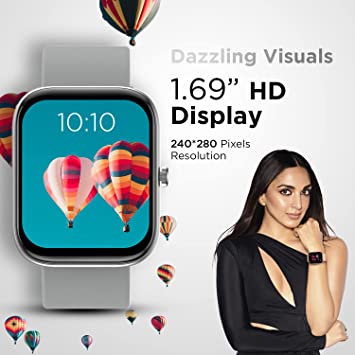 Dazzling Visuals
1.69” HD
Display
240*280 Pixels
Resolution
10:10